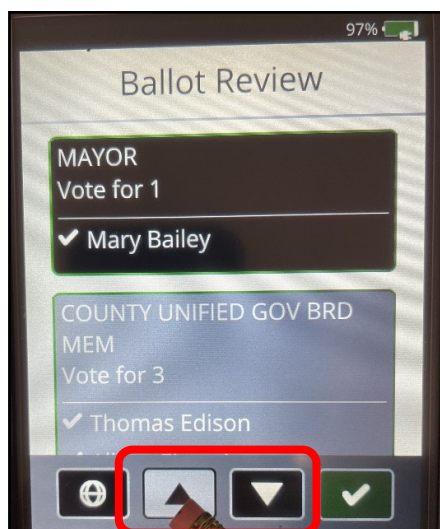 97%
Ballot Review
MAYOR
Vote for 1
Mary Bailey
COUNTY UNIFIED GOV BRD
MEM
Vote for 3
Thomas Edison